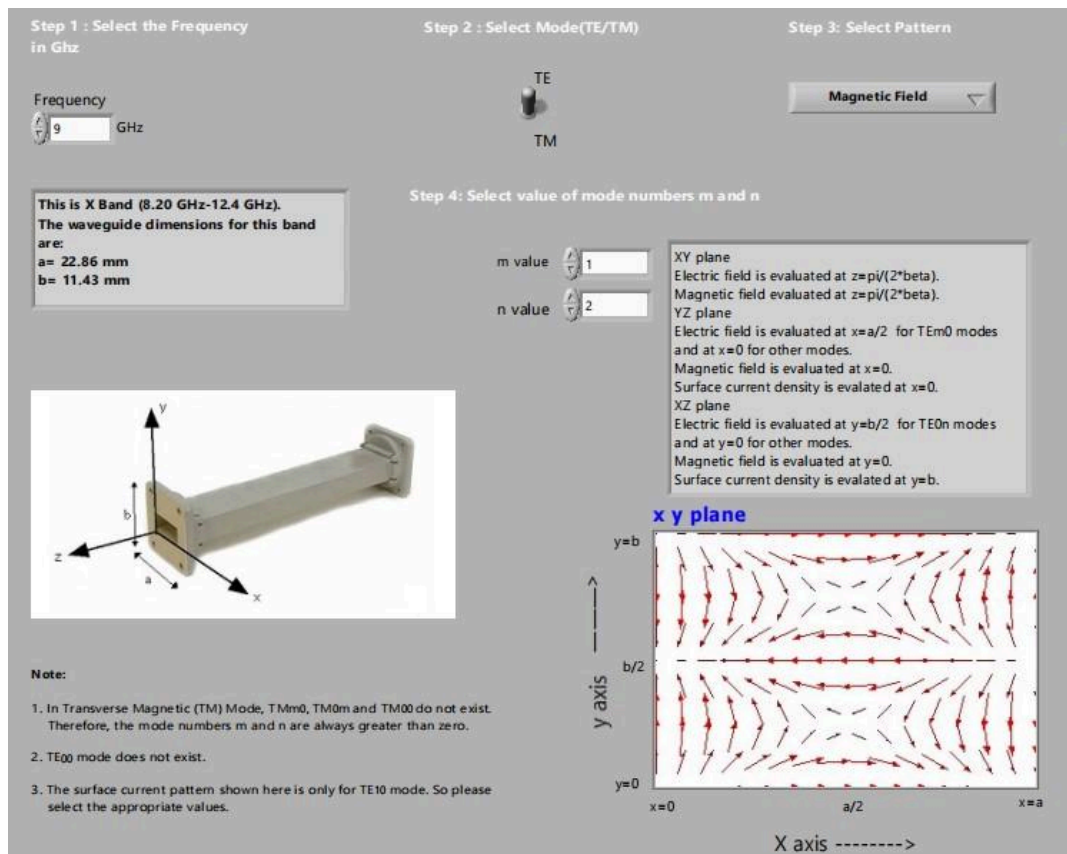 Step 1 : Select the Frequency
in Ghz
Step 2 : Select Mode(TE/TM)
Step 3: Select Pattern
Frequency
9
GHz
TE
TM
Magnetic Field
This is X Band (8.20 GHz-12.4 GHz).
The waveguide dimensions for this band
are:
a= 22.86 mm
b= 11.43 mm
Step 4: Select value of mode numbers m and n
m value
1
n value
2
XY plane
Electric field is evaluated at z=pi/(2*beta).
Magnetic field evaluated at z=pi/(2*beta).
YZ plane
Electric field is evaluated at x=a/2 for TEm0 modes
and at x=0 for other modes.
Magnetic field is evaluated at x=0.
Surface current density is evalated at x=0.
XZ plane
Electric field is evaluated at y=b/2 for TE0n modes
and at y=0 for other modes.
Magnetic field is evaluated at y=0.
Surface current density is evalated at y=b.
y
b
z
a
x
x y plane
y=b
b/2
y=0
y axis ----->
x=0
a/2
x=a
X axis -------->
Note:
1. In Transverse Magnetic (TM) Mode, TMm0, TM0m and TM00 do not exist.
Therefore, the mode numbers m and n are always greater than zero.
2. TE00 mode does not exist.
3. The surface current pattern shown here is only for TE10 mode. So please
select the appropriate values.